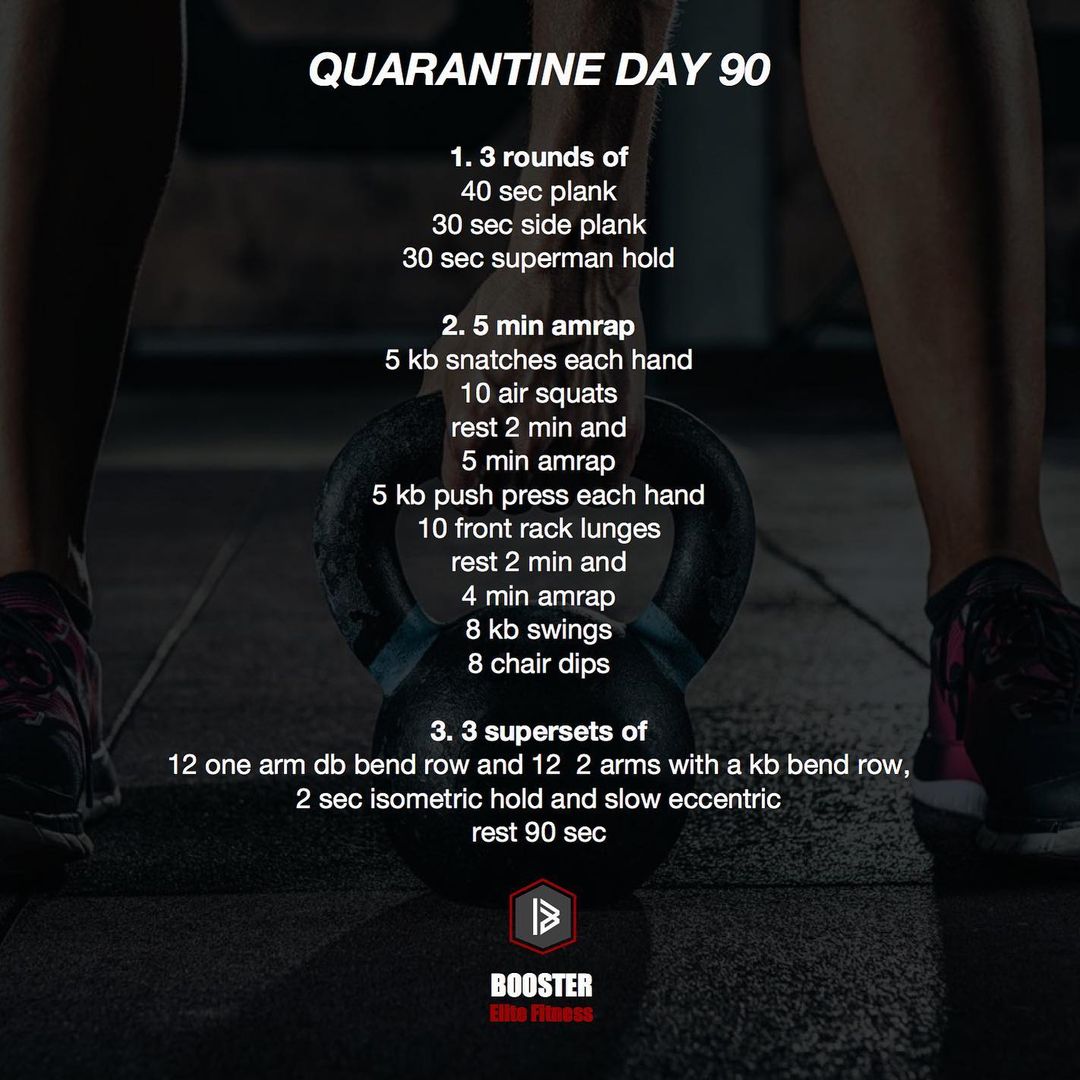 QUARANTINE DAY 90
1. 3 rounds of
40 sec plank
30 sec side plank
30 sec superman hold
2. 5 min amrap
5 kb snatches each hand
10 air squats
rest 2 min and
5 min amrap
5 kb push press each hand
10 front rack lunges
rest 2 min and
4 min amrap
8 kb swings
8 chair dips
3. 3 supersets of
12 one arm db bend row and 12  2 arms with a kb bend row,
2 sec isometric hold and slow eccentric
rest 90 sec
BOOSTER
Elite Fitness